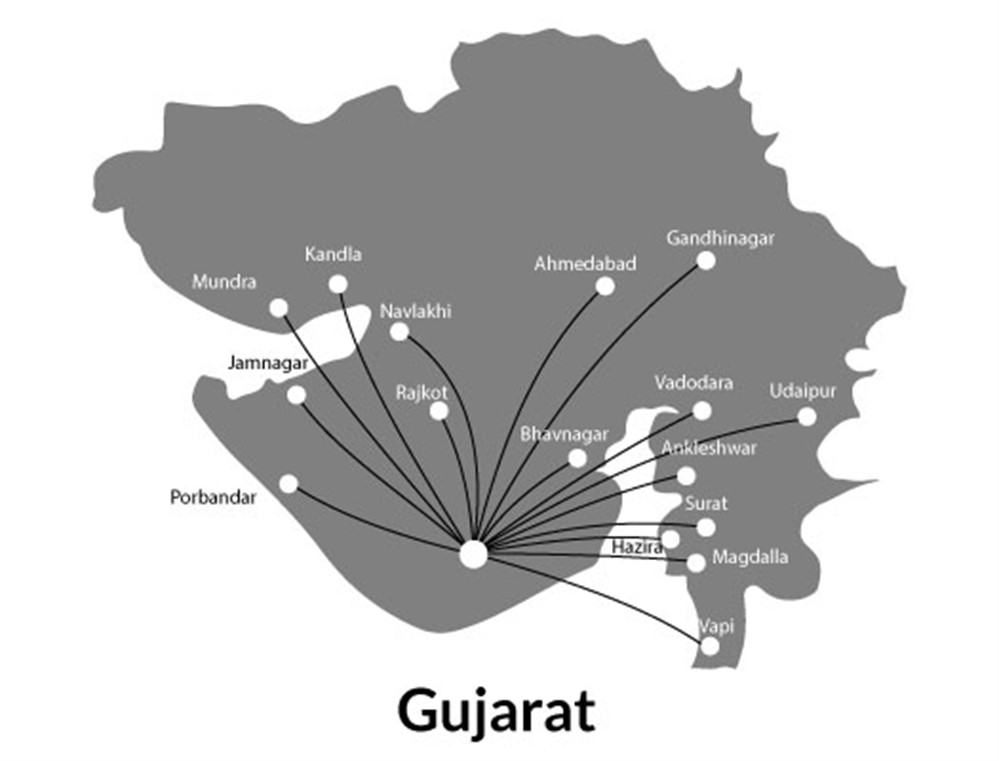 Gandhinagar
Kandla
Ahmedabad
Mundra
Navlakhi
Jamnagar
Vadodara
Rajkot
Udaipur
Bhavnagar
Ankleshwar
Porbandar
Surat
Hazira
Magdalla
Vapi
Gujarat